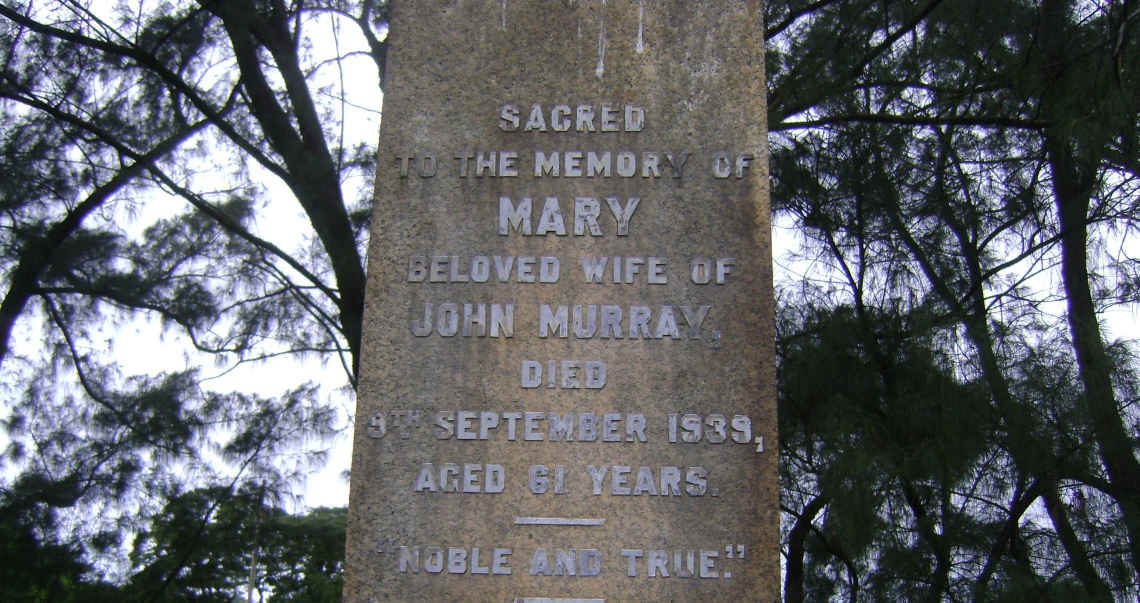 SACRED
TO THE MEMORY OF
MARY
BELOVED WIFE OF
JOHN MURRAY,
DIED
9TH SEPTEMBER 1939,
AGED 61 YEARS.
"NOBLE AND TRUE."